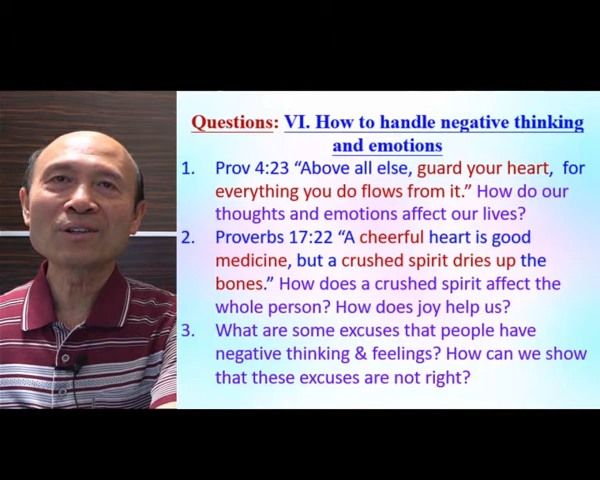 Questions: VI. How to handle negative thinking
and emotions
1. Prov 4:23 “Above all else, guard your heart, for
everything you do flows from it.” How do our
thoughts and emotions affect our lives?
2. Proverbs 17:22 “A cheerful heart is good
medicine, but a crushed spirit dries up the
bones.” How does a crushed spirit affect the
whole person? How does joy help us?
3. What are some excuses that people have
negative thinking & feelings? How can we show
that these excuses are not right?